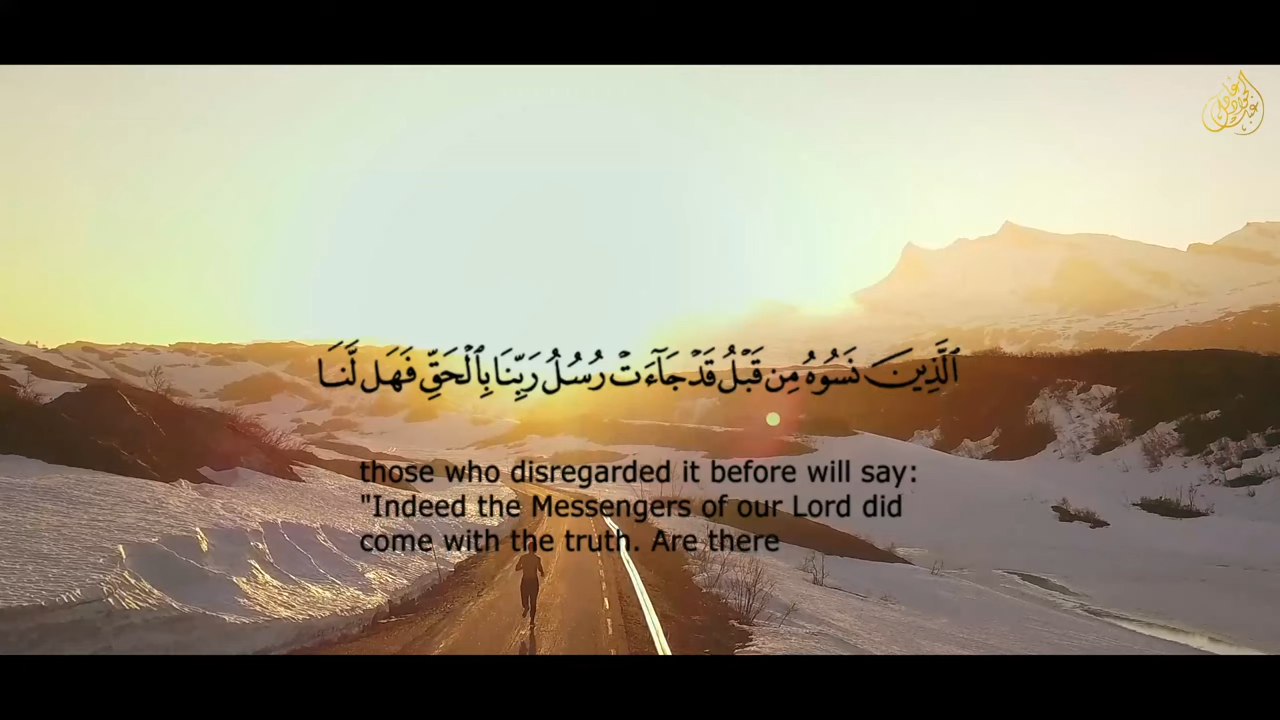 ٱلَّذِينَ نَسُوهُ مِن قَبْلُ قَدْ جَآءَتْ رُسُلُ رَبِّنَا بِٱلْحَقِّ فَهَل لَّنَا
those who disregarded it before will say:
"Indeed the Messengers of our Lord did
come with the truth. Are there